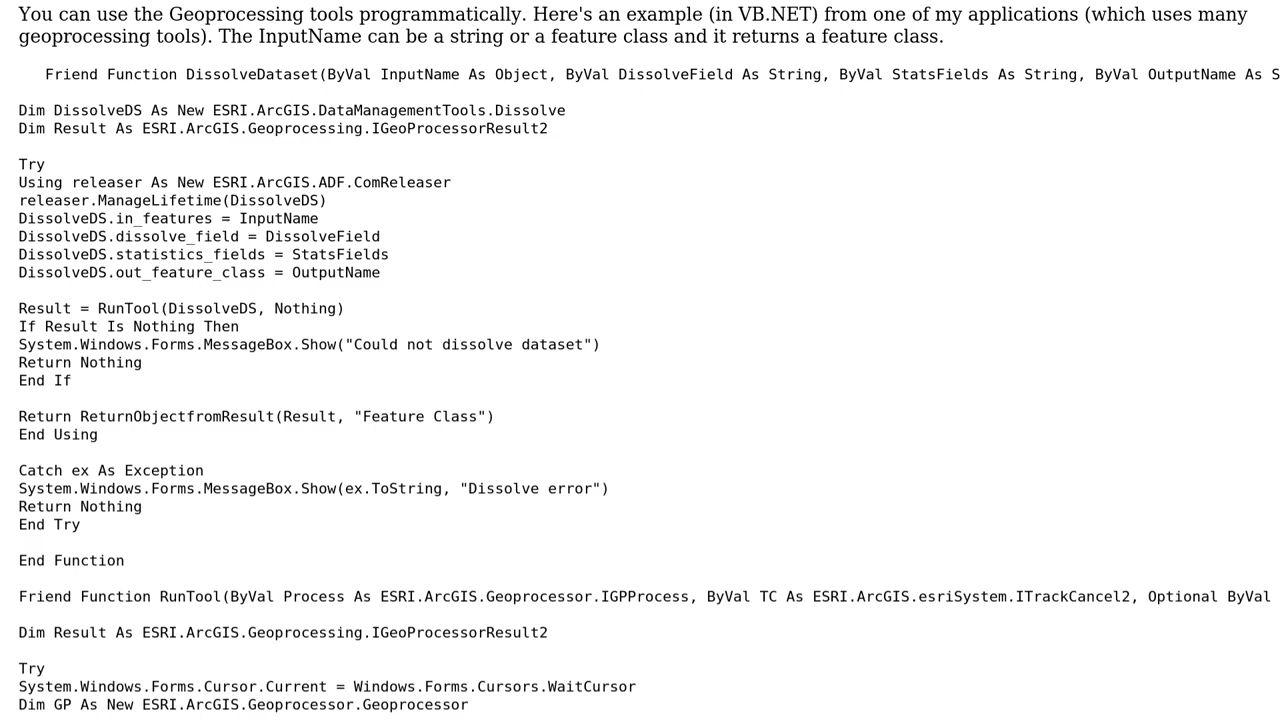 You can use the Geoprocessing tools programmatically. Here's an example (in VB.NET) from one of my applications (which uses many
geoprocessing tools). The InputName can be a string or a feature class and it returns a feature class.
Friend Function DissolveDataset(ByVal InputName As Object, ByVal DissolveField As String, ByVal StatsFields As String, ByVal OutputName As S
Dim DissolveDS As New ESRI.ArcGIS.DataManagementTools.Dissolve
Dim Result As ESRI.ArcGIS.Geoprocessing.IGeoProcessorResult2
Try
Using releaser As New ESRI.ArcGIS.ADF.ComReleaser
releaser.ManageLifetime(DissolveDS)
DissolveDS.in_features = InputName
DissolveDS.dissolve_field = DissolveField
DissolveDS.statistics_fields = StatsFields
DissolveDS.out_feature_class = OutputName
Result = RunTool(DissolveDS, Nothing)
If Result Is Nothing Then
System.Windows.Forms.MessageBox.Show("Could not dissolve dataset")
Return Nothing
End If
Return ReturnObjectfromResult(Result, "Feature Class")
End Using
Catch ex As Exception
System.Windows.Forms.MessageBox.Show(ex.ToString, "Dissolve error")
Return Nothing
End Try
End Function
Friend Function RunTool(ByVal Process As ESRI.ArcGIS.Geoprocessor.IGPProcess, ByVal TC As ESRI.ArcGIS.esriSystem.ITrackCancel2, Optional ByVal
Dim Result As ESRI.ArcGIS.Geoprocessing.IGeoProcessorResult2
Try
System.Windows.Forms.Cursor.Current = Windows.Forms.Cursors.WaitCursor
Dim GP As New ESRI.ArcGIS.Geoprocessor.Geoprocessor